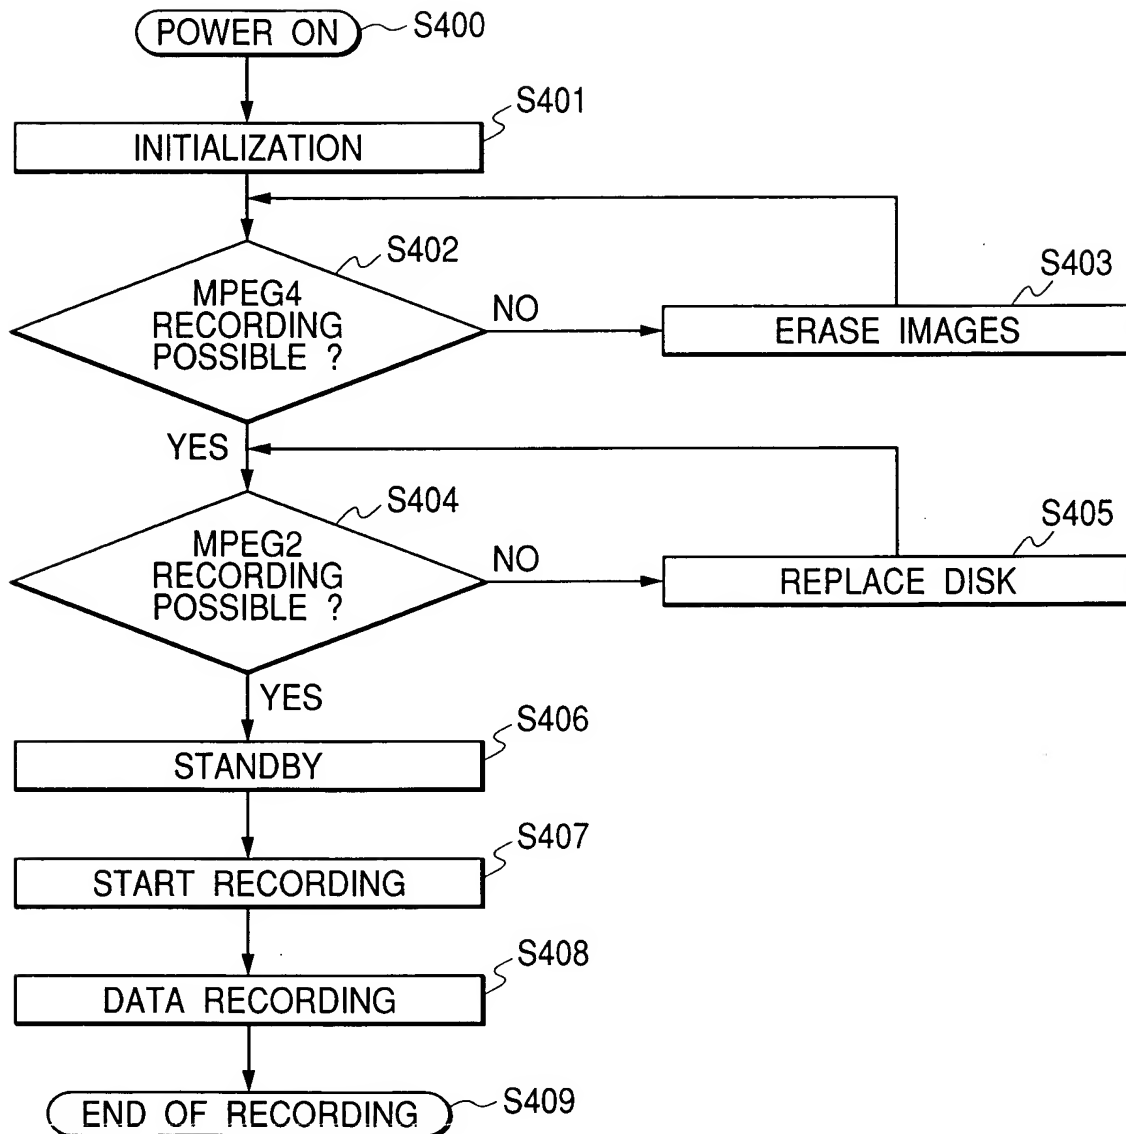 POWER ON
S400
S401
INITIALIZATION
S402
MPEG4
RECORDING
POSSIBLE ?
NO
S403
ERASE IMAGES
YES
S404
MPEG2
RECORDING
POSSIBLE ?
NO
S405
REPLACE DISK
YES
S406
STANDBY
S407
START RECORDING
S408
DATA RECORDING
END OF RECORDING
S409